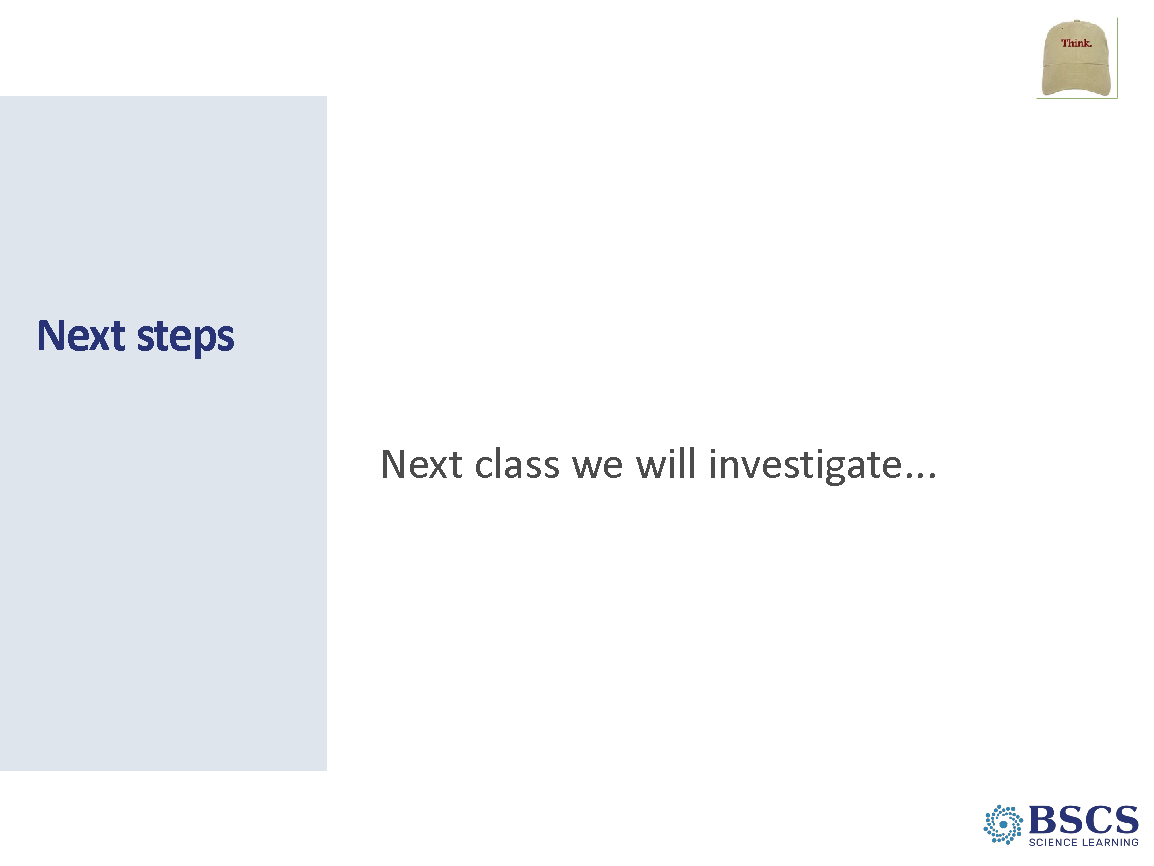 Think.
Next steps
Next class we will investigate...
BSCS
SCIENCE LEARNING